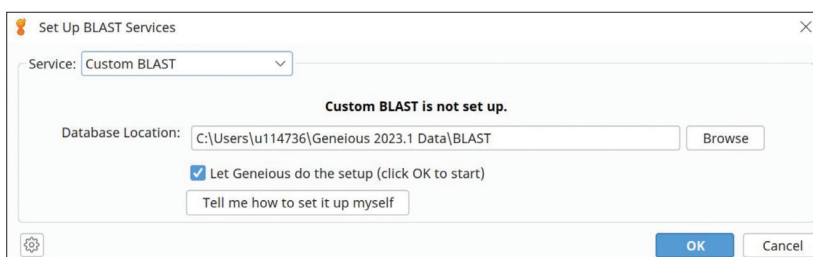 Set Up BLAST Services
Service: Custom BLAST
Custom BLAST is not set up.
Database Location: C:\Users\u114736\Geneious 2023.1 Data\BLAST Browse
Let Geneious do the setup (click OK to start)
Tell me how to set it up myself
OK Cancel